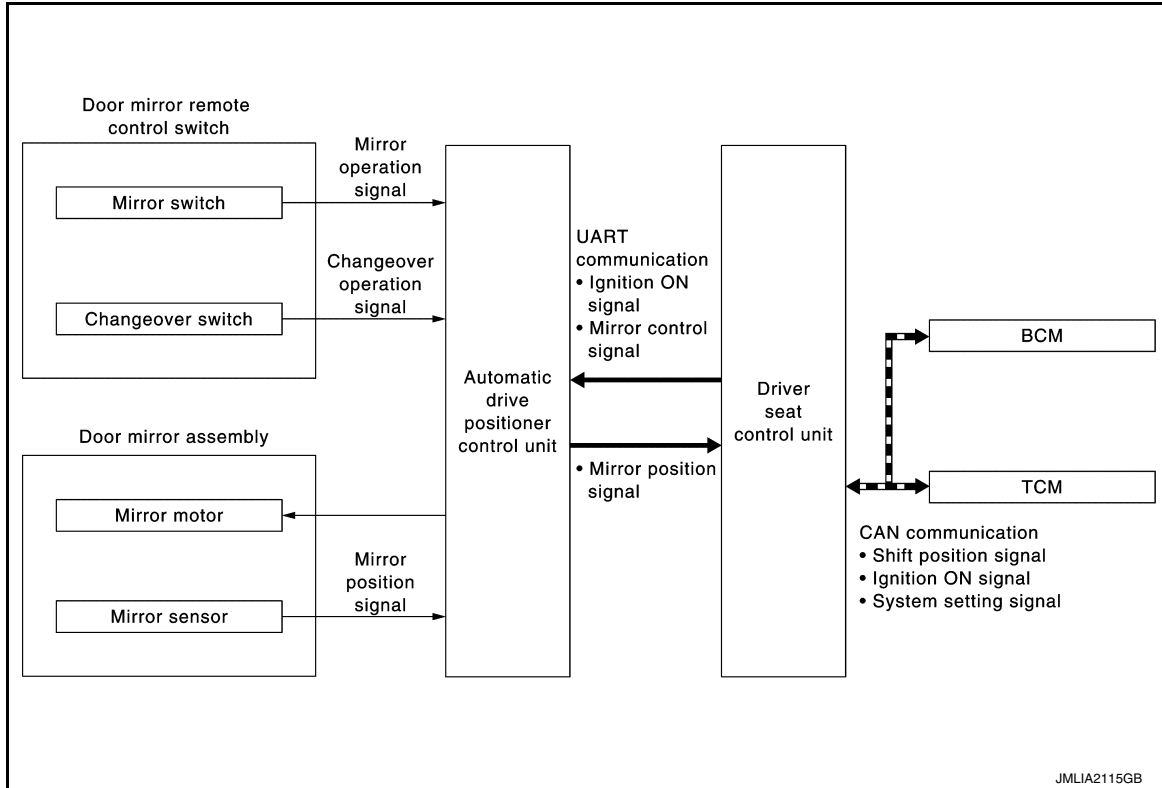 Door mirror remote
control switch
Mirror switch
Changeover switch
Mirror
operation
signal
Changeover
operation
signal
Door mirror assembly
Mirror motor
Mirror sensor
Mirror
position
signal
Automatic
drive
positioner
control unit
UART
communication
• Ignition ON
signal
• Mirror control
signal
• Mirror position
signal
Driver
seat
control unit
BCM
TCM
CAN communication
• Shift position signal
• Ignition ON signal
• System setting signal
JMLIA2115GB